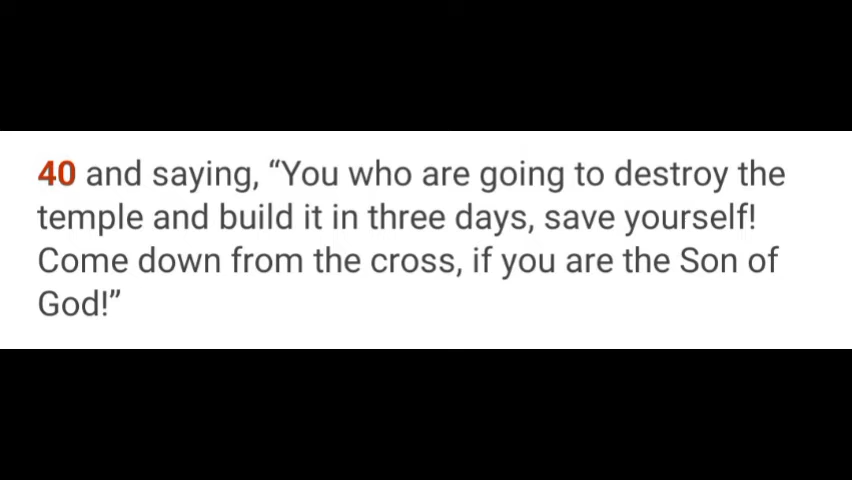 40 and saying, “You who are going to destroy the
temple and build it in three days, save yourself!
Come down from the cross, if you are the Son of
God!”